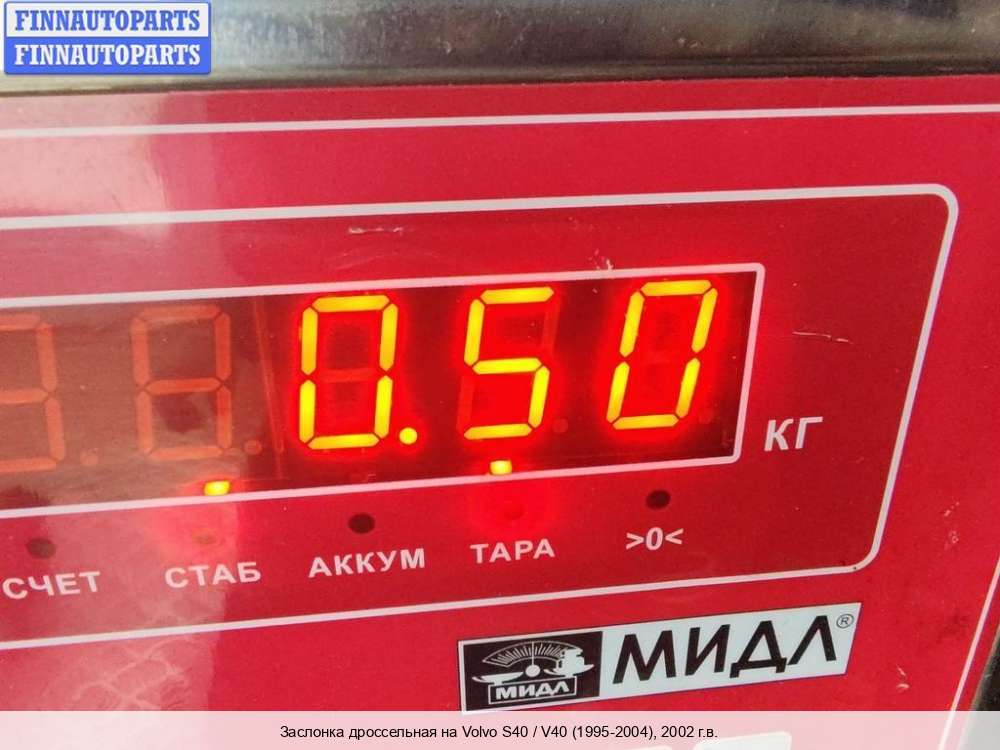 FINNAUTOPARTS
FINNAUTOPARTS
0.50
КГ
СЧЕТ СТАБ АККУМ ТАРА >0<
МИДЛ МИДЛ®
Заслонка дроссельная на Volvo S40 / V40 (1995-2004), 2002 г.в.